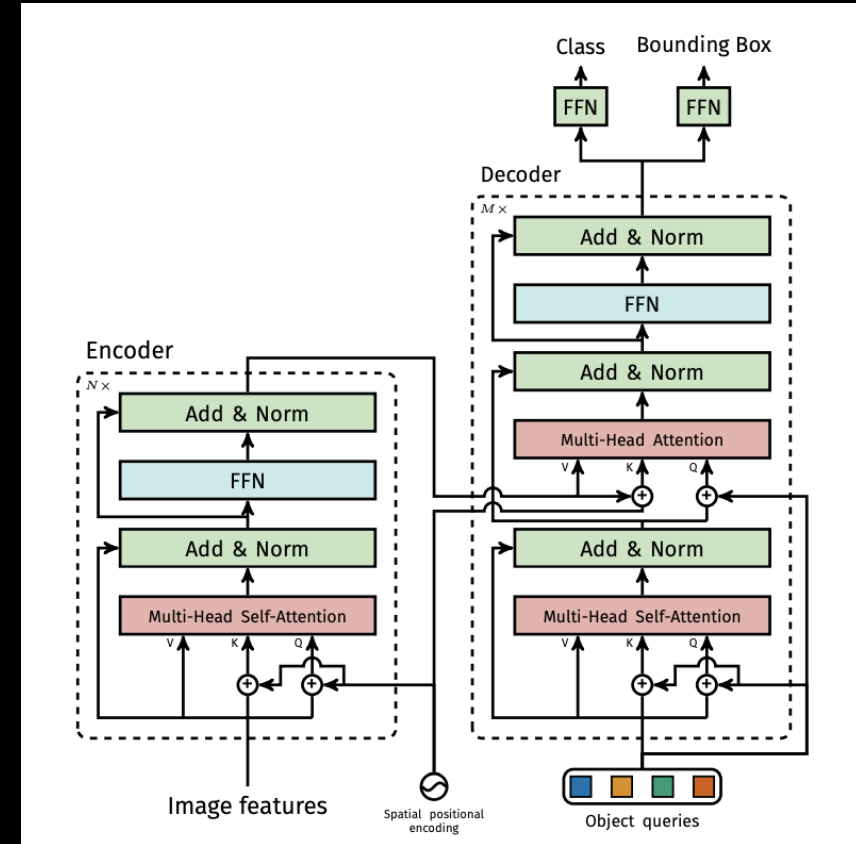 Class
Bounding Box
FFN
FFN
Decoder
M×
Add & Norm
FFN
Add & Norm
Multi-Head Attention
V
K
Q
+
+
Add & Norm
Multi-Head Self-Attention
V
K
Q
+
+
Object queries
Encoder
N×
Add & Norm
FFN
Add & Norm
Multi-Head Self-Attention
V
K
Q
+
+
Image features
Spatial positional
encoding